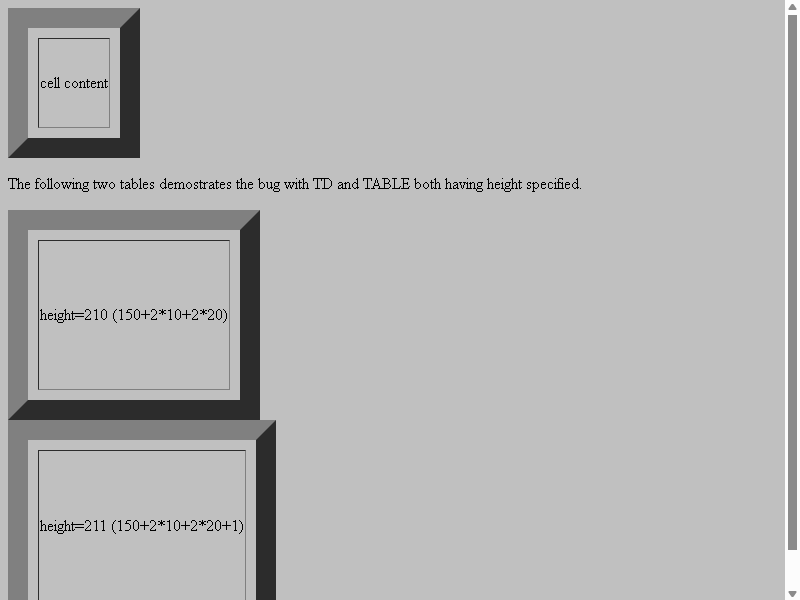 cell content
The following two tables demostrates the bug with TD and TABLE both having height specified.
height=210 (150+2*10+2*20)
height=211 (150+2*10+2*20+1)